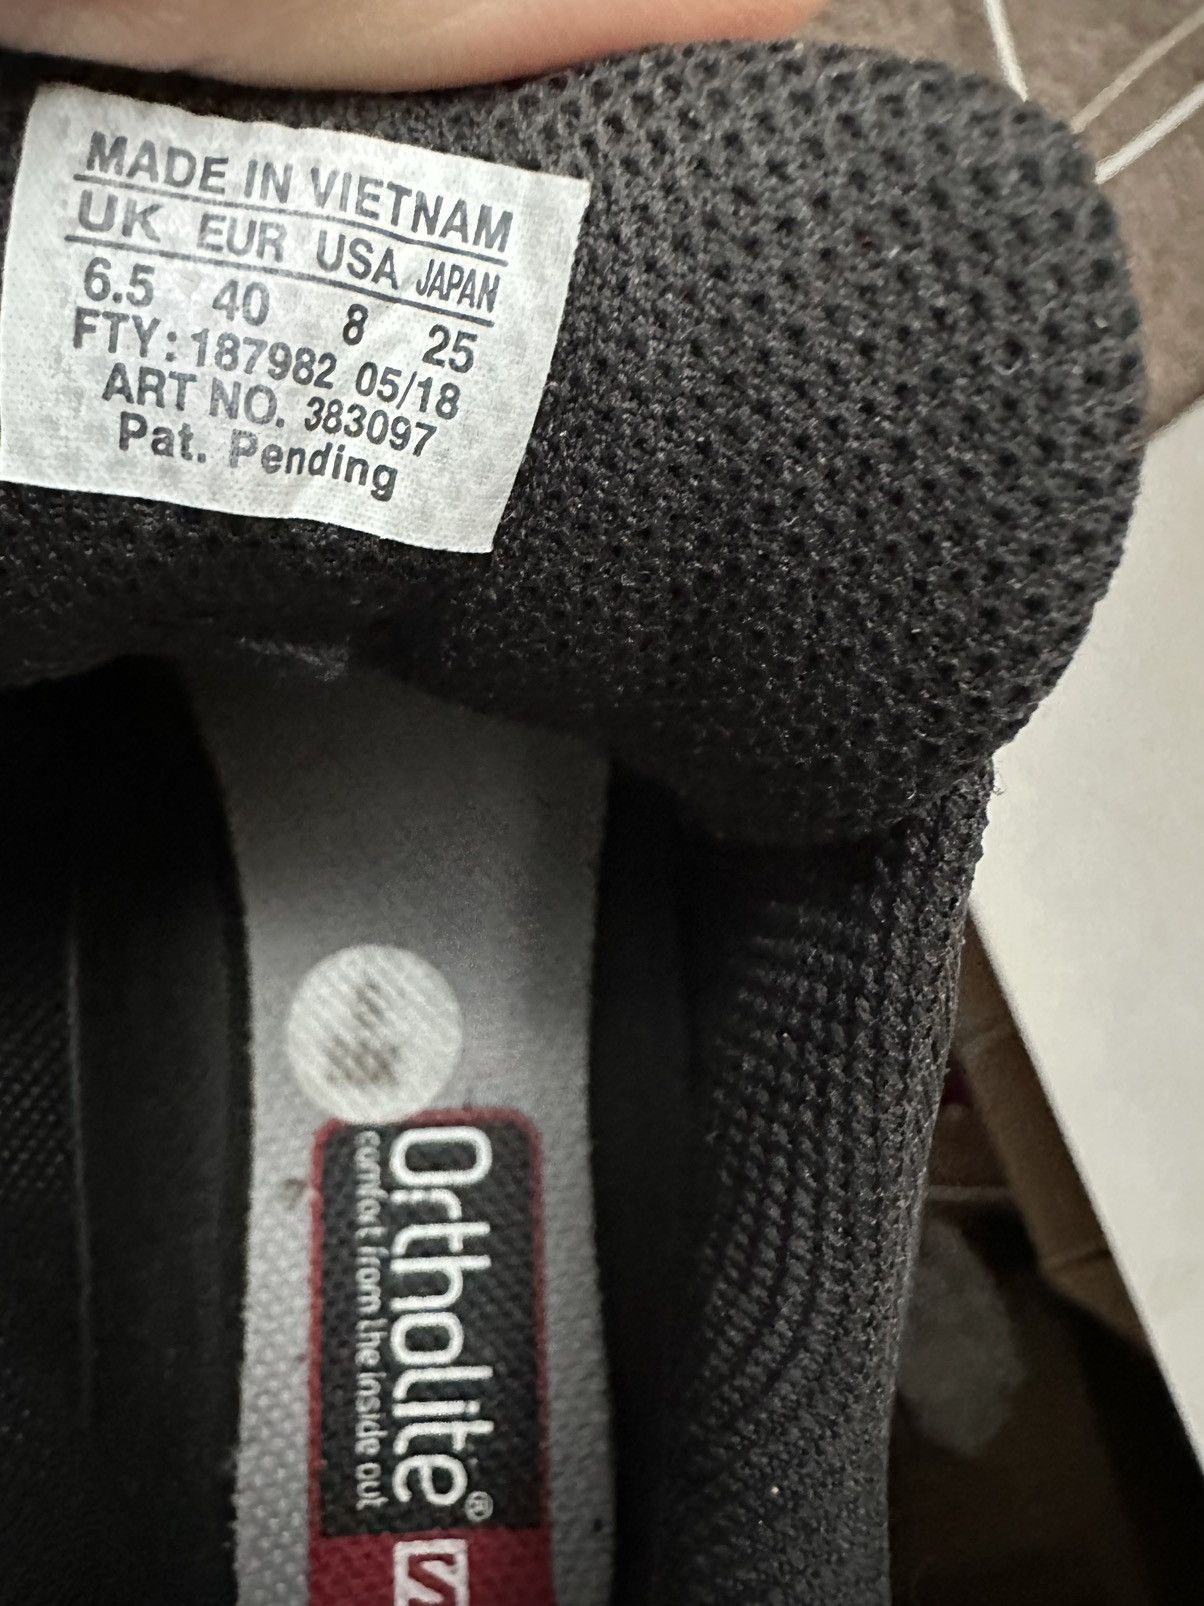 MADE IN VIETNAM
UK EUR USA JAPAN
6.5 40 8 25
FTY: 187982 05/18
ART NO. 383097
Pat. Pending
Ortholite®
comfort from the inside out